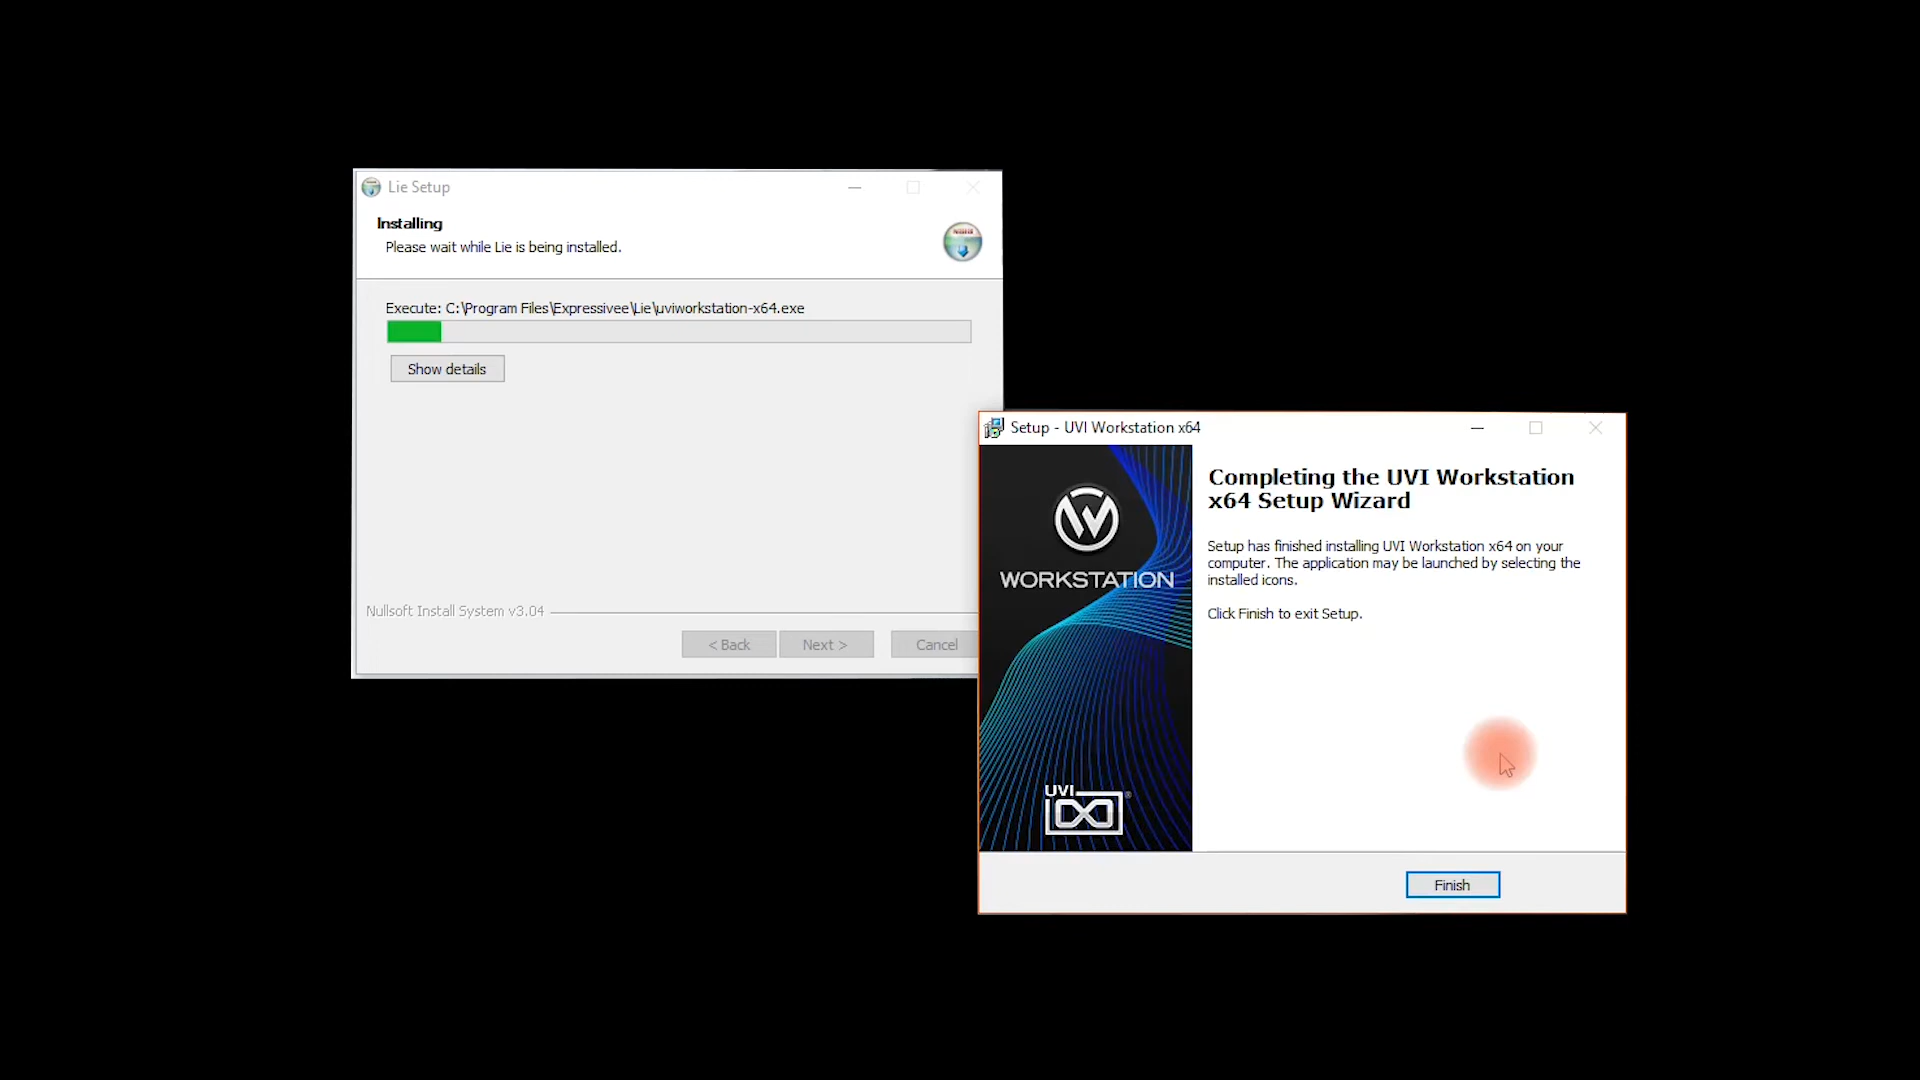 Lie Setup
Installing
Please wait while Lie is being installed.
Execute: C:\Program Files\Expressivee\Lie\uviworkstation-x64.exe
Show details
Nullsoft Install System v3.04
< Back
Next >
Cancel
Setup - UVI Workstation x64
WORKSTATION
UVI
Completing the UVI Workstation
x64 Setup Wizard
Setup has finished installing UVI Workstation x64 on your
computer. The application may be launched by selecting the
installed icons.
Click Finish to exit Setup.
Finish